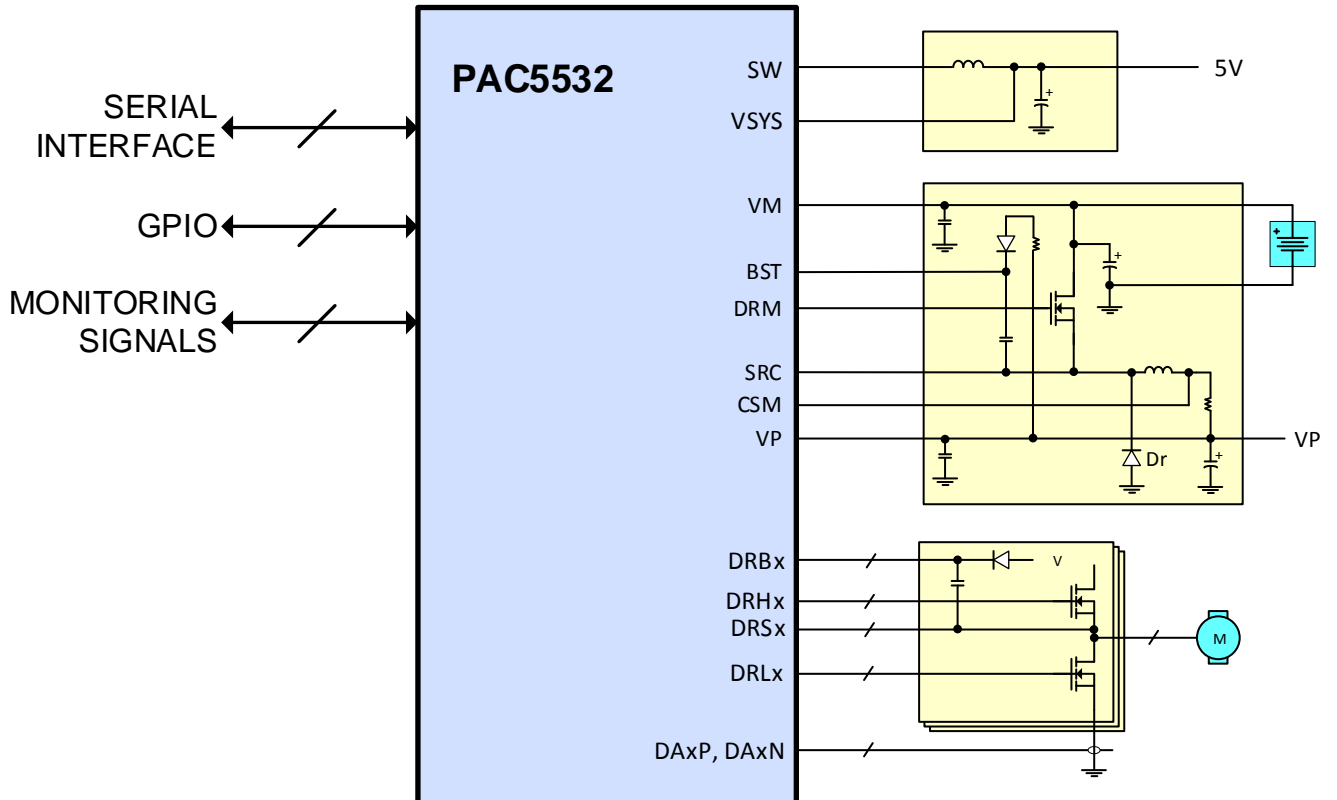 PAC5532
SERIAL
INTERFACE
GPIO
MONITORING
SIGNALS
SW
VSYS
VM
BST
DRM
SRC
CSM
VP
DRBx
DRHx
DRSx
DRLx
DAxP, DAxN
5V
+
+
+
Dr
+
VP
V
M